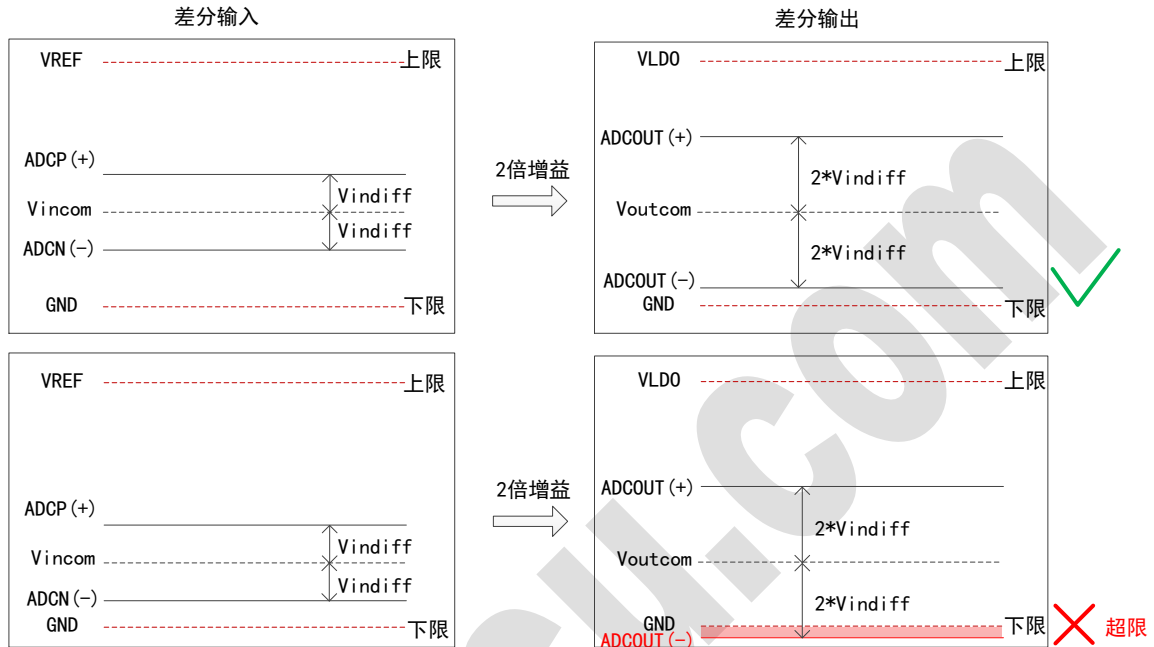 差分输入
差分输出
VREF
上限
ADCP(+)
Vindiff
Vincom
Vindiff
ADCN(-)
GND
下限
2倍增益
VLDO
上限
ADCOUT(+)
2*Vindiff
Voutcom
2*Vindiff
ADCOUT(-)
GND
下限
VREF
上限
ADCP(+)
Vindiff
Vincom
Vindiff
ADCN(-)
GND
下限
2倍增益
VLDO
上限
ADCOUT(+)
2*Vindiff
Voutcom
2*Vindiff
GND
下限
ADCOUT(-)
超限
cu.com